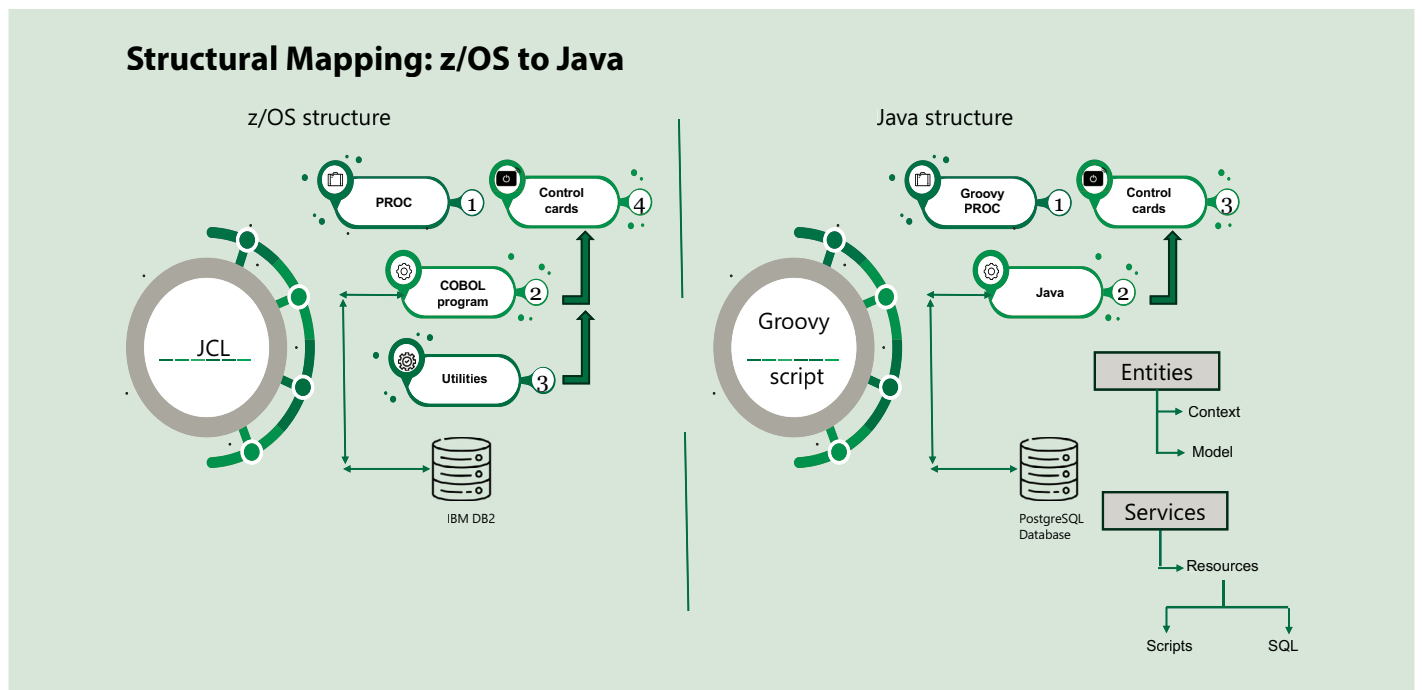 Structural Mapping: z/OS to Java
z/OS structure
PROC
1
Control
cards
4
COBOL
program
2
JCL
Utilities
3
IBM DB2
Java structure
Groovy
PROC
1
Control
cards
3
Java
2
Groovy
script
Entities
Context
Model
PostgreSQL
Database
Services
Resources
Scripts
SQL